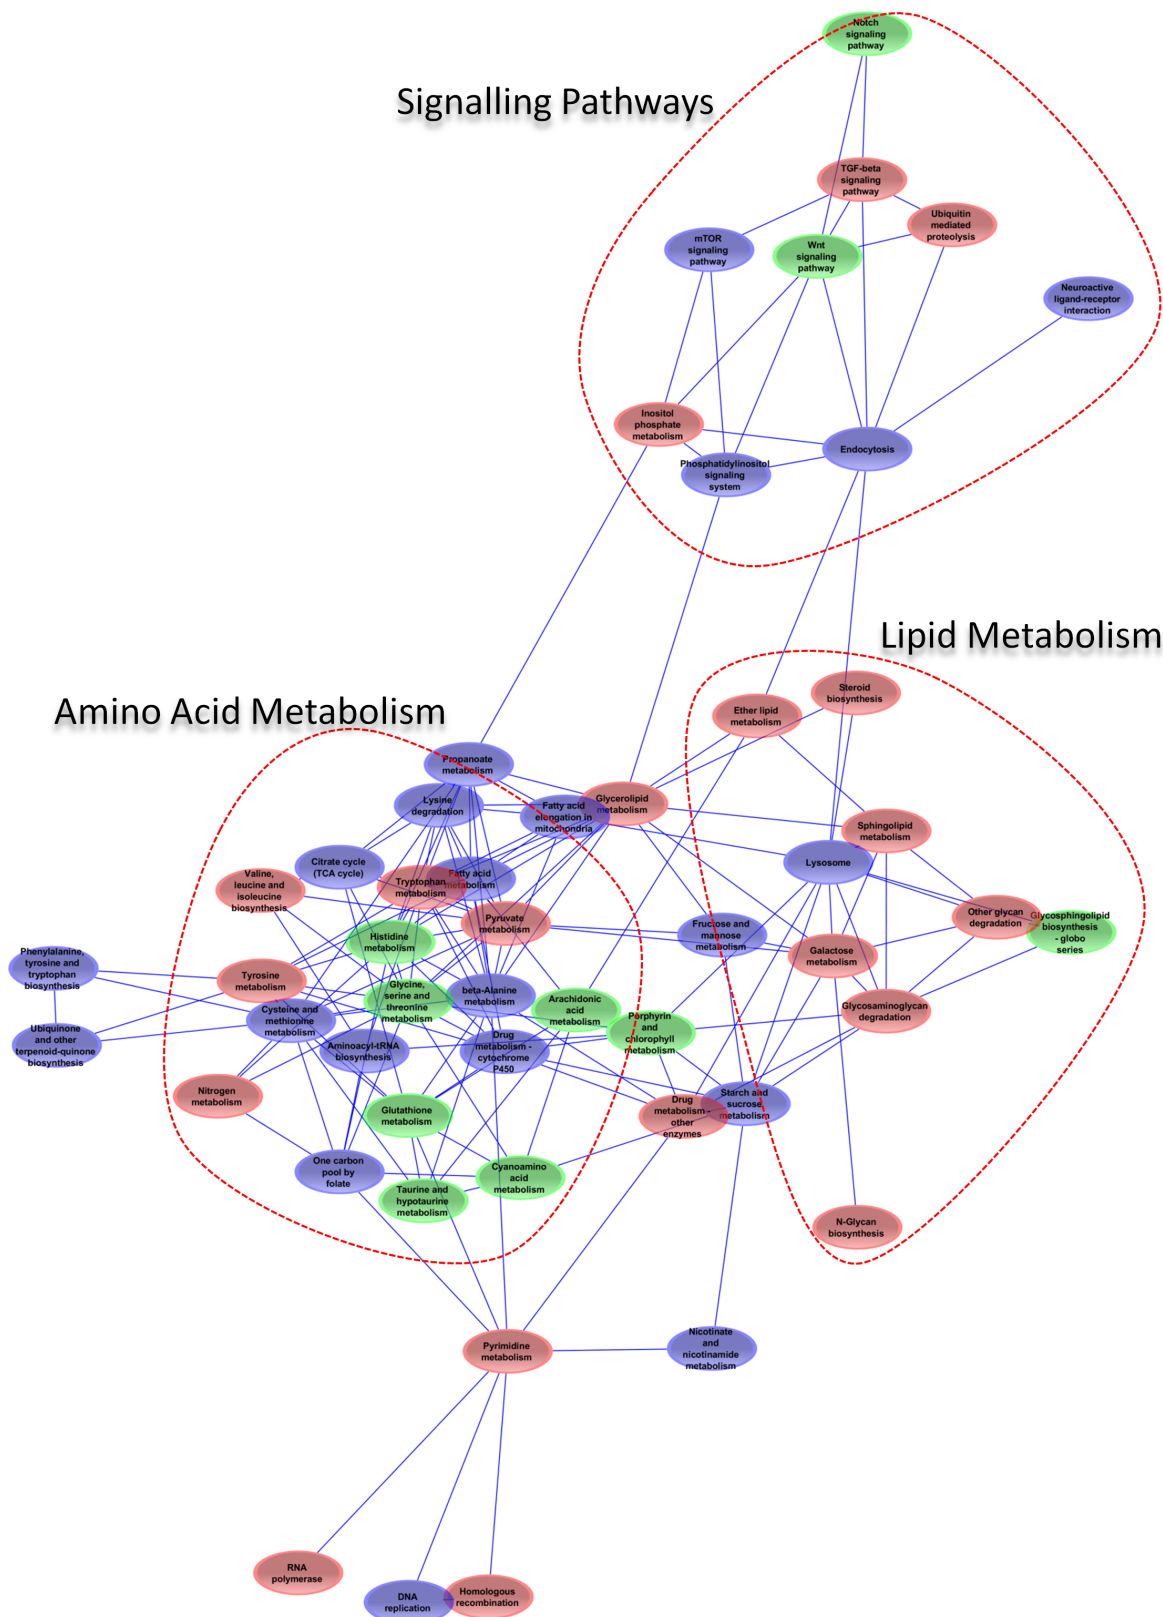 Notch
signaling
pathway
Signalling Pathways
TGF-beta
signaling
pathway
Ubiquitin
mediated
proteolysis
mTOR
signaling
pathway
Wnt
signaling
pathway
Neuroactive
ligand-receptor
interaction
Inositol
phosphate
metabolism
Endocytosis
Phosphatidylinositol
signaling
system
Lipid Metabolism
Steroid
biosynthesis
Ether lipid
metabolism
Amino Acid Metabolism
Propanoate
metabolism
Lysine
degradation
Fatty acid
elongation in
mitochondria
Glycerolipid
metabolism
Sphingolipid
metabolism
Lysosome
Citrate cycle
(TCA cycle)
Valine,
leucine and
isoleucine
biosynthesis
Tryptophan
metabolism
Fatty acid
metabolism
Pyruvate
metabolism
Fructose and
mannose
metabolism
Other glycan
degradation
Glycosphingolipid
biosynthesis
- globo
series
Histidine
metabolism
Galactose
metabolism
Phenylalanine,
tyrosine and
tryptophan
biosynthesis
Tyrosine
metabolism
Glycine,
serine and
threonine
metabolism
beta-Alanine
metabolism
Arachidonic
acid
metabolism
Glycosaminoglycan
degradation
Cysteine and
methionine
metabolism
Porphyrin and
chlorophyll
metabolism
Ubiquinone
and other
terpenoid-quinone
biosynthesis
Aminoacyl-tRNA
biosynthesis
Drug
metabolism -
cytochrome
P450
Nitrogen
metabolism
Glutathione
metabolism
Drug
metabolism -
other
enzymes
Starch and
sucrose
metabolism
One carbon
pool by
folate
Cyanoamino
acid
metabolism
Taurine and
hypotaurine
metabolism
N-Glycan
biosynthesis
Pyrimidine
metabolism
Nicotinate
and
nicotinamide
metabolism
RNA
polymerase
DNA
replication
Homologous
recombination